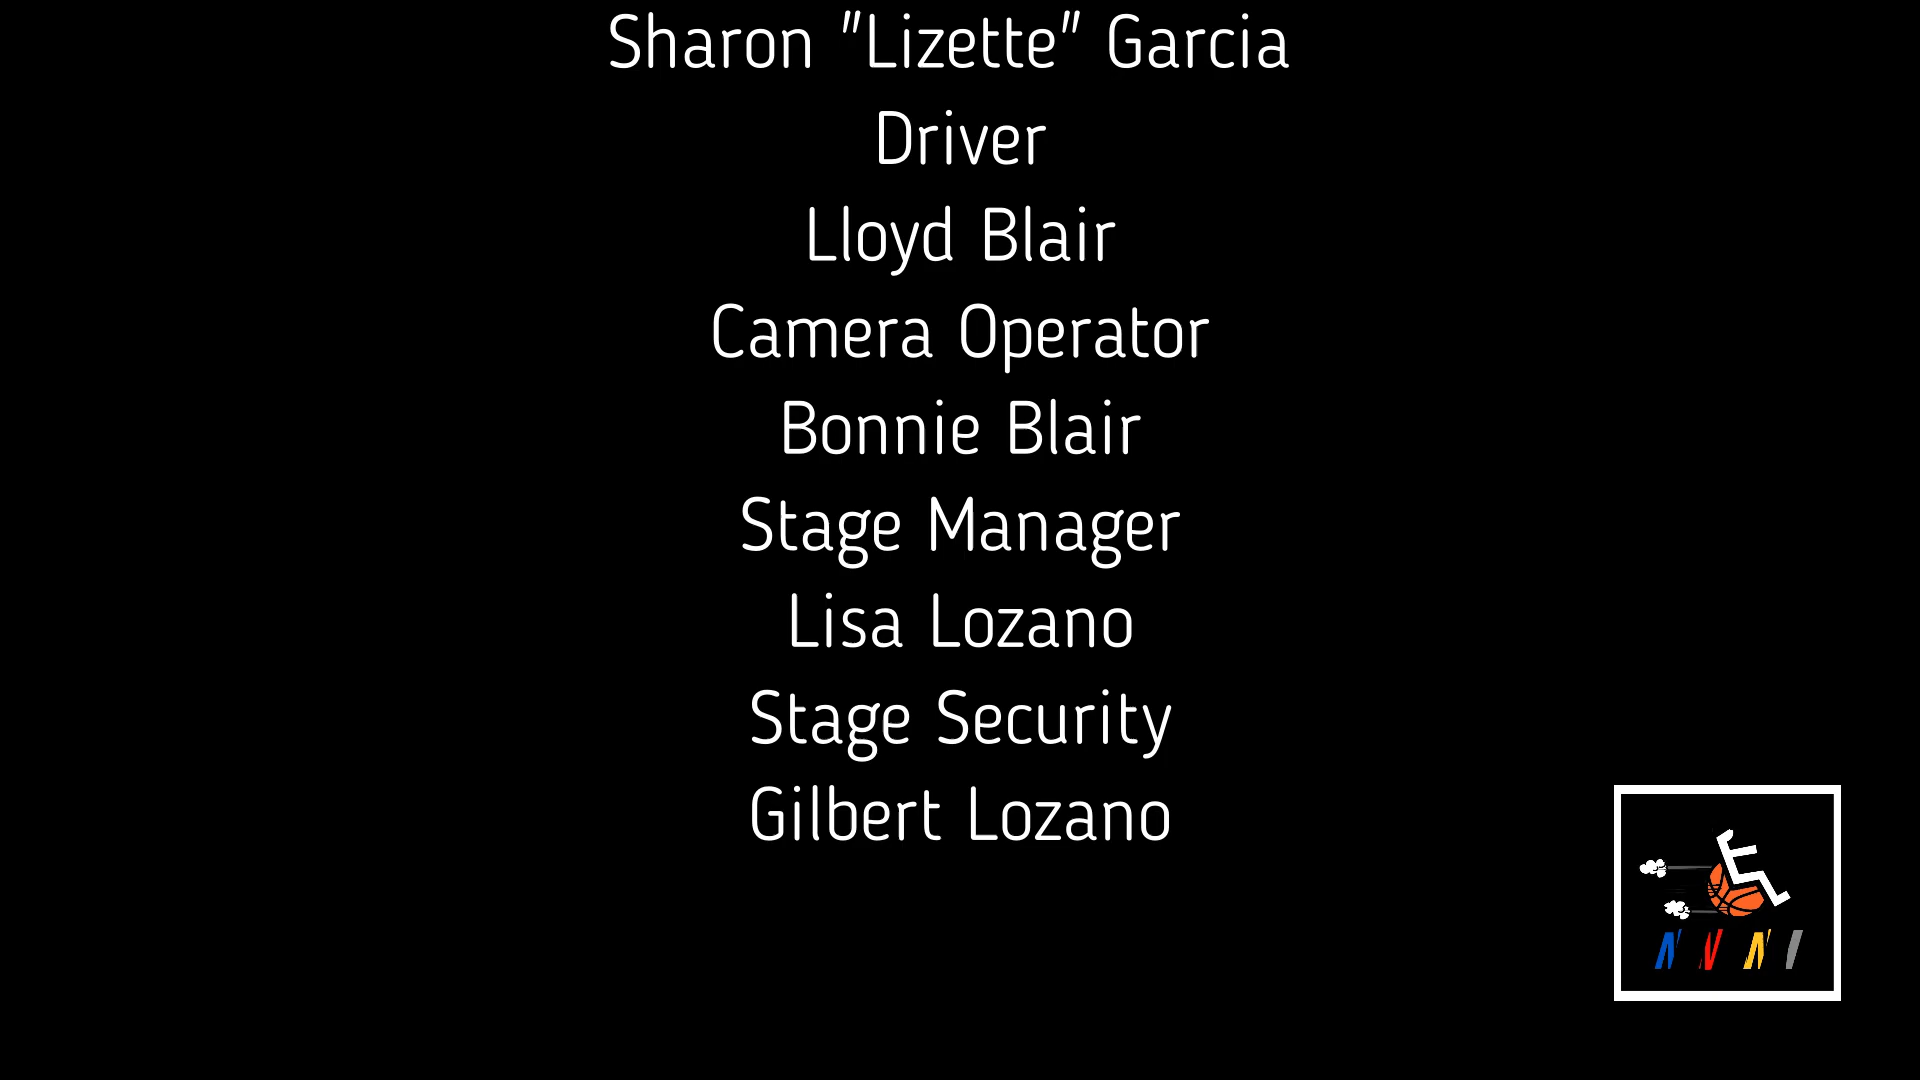 Sharon "Lizette" Garcia
Driver
Lloyd Blair
Camera Operator
Bonnie Blair
Stage Manager
Lisa Lozano
Stage Security
Gilbert Lozano